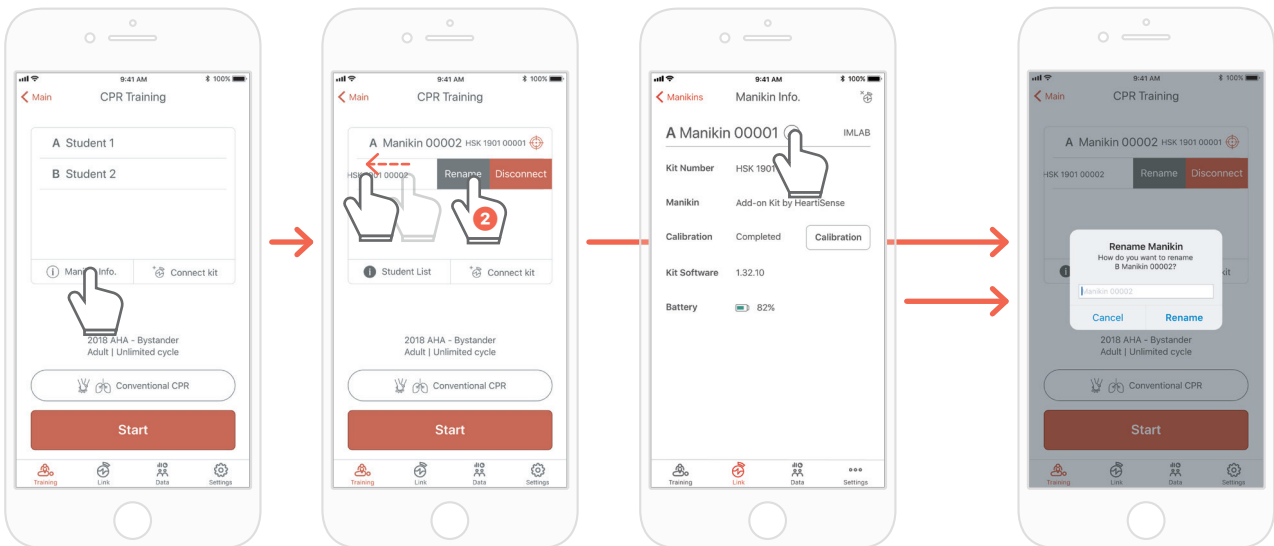 9:41 AM 100%
Main CPR Training
A Student 1
B Student 2
Info. Connect kit
2018 AHA - Bystander
Adult | Unlimited cycle
Conventional CPR
Start
Training Link Data Settings
9:41 AM 100%
Main CPR Training
A Manikin 00002 HSK 1901 00001
00002 Rename Disconnect
2
Student List Connect kit
2018 AHA - Bystander
Adult | Unlimited cycle
Conventional CPR
Start
Training Link Data Settings
9:41 AM 100%
Manikins Manikin Info.
A Manikin 00001 IMLAB
Kit Number HSK 1901
Manikin Add-on Kit by HeartiSense
Calibration Completed Calibration
Kit Software 1.32.10
Battery 82%
Training Link Data Settings
9:41 AM 100%
Main CPR Training
A Manikin 00002 HSK 1901 00001
HSK 1901 00002 Rename Disconnect
Rename Manikin
How do you want to rename
B Manikin 00002?
Manikin 00002
Cancel Rename
kit
2018 AHA - Bystander
Adult | Unlimited cycle
Conventional CPR
Start
Training Link Data Settings